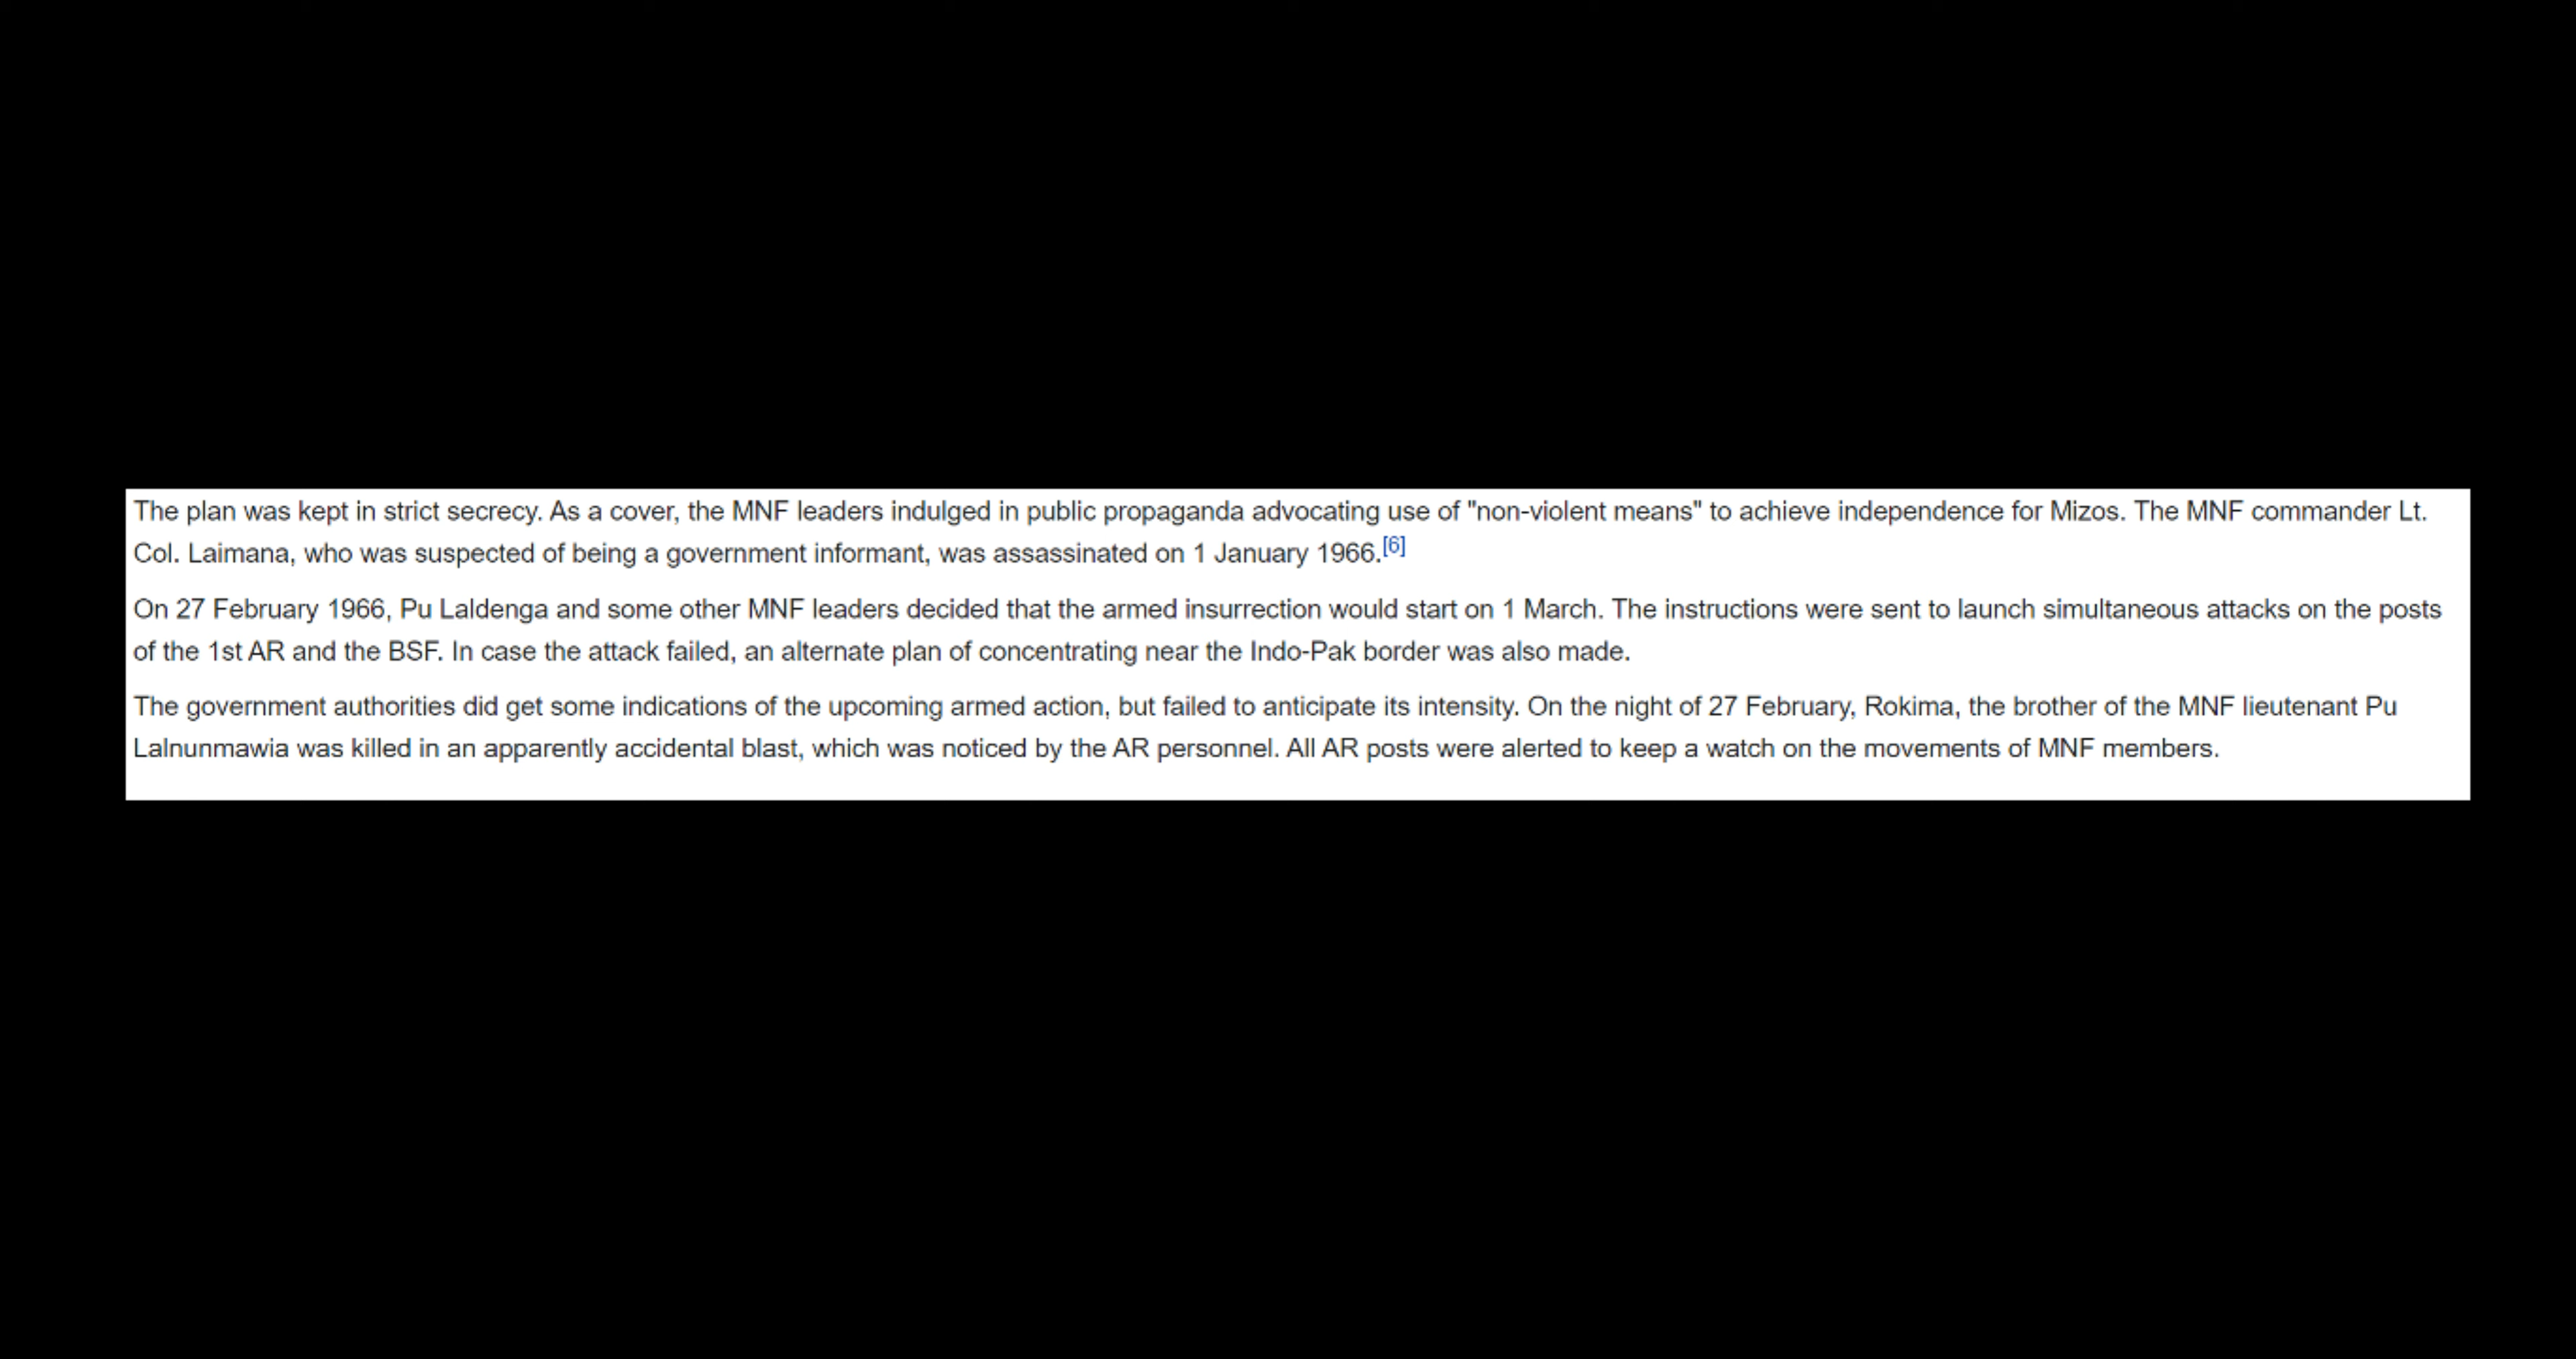 The plan was kept in strict secrecy. As a cover, the MNF leaders indulged in public propaganda advocating use of "non-violent means" to achieve independence for Mizos. The MNF commander Lt.
Col. Laimana, who was suspected of being a government informant, was assassinated on 1 January 1966.[6]
On 27 February 1966, Pu Laldenga and some other MNF leaders decided that the armed insurrection would start on 1 March. The instructions were sent to launch simultaneous attacks on the posts
of the 1st AR and the BSF. In case the attack failed, an alternate plan of concentrating near the Indo-Pak border was also made.
The government authorities did get some indications of the upcoming armed action, but failed to anticipate its intensity. On the night of 27 February, Rokima, the brother of the MNF lieutenant Pu
Lalnunmawia was killed in an apparently accidental blast, which was noticed by the AR personnel. All AR posts were alerted to keep a watch on the movements of MNF members.